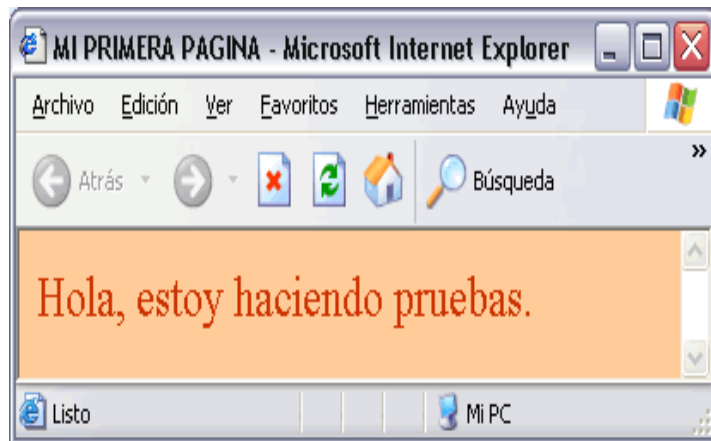 MI PRIMERA PAGINA - Microsoft Internet Explorer
Archivo Edición Ver Favoritos Herramientas Ayuda
Atrás Búsqueda »
Hola, estoy haciendo pruebas.
Listo Mi PC